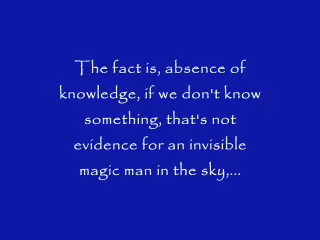 The fact is, absence of
knowledge, if we don't know
something, that's not
evidence for an invisible
magic man in the sky,...